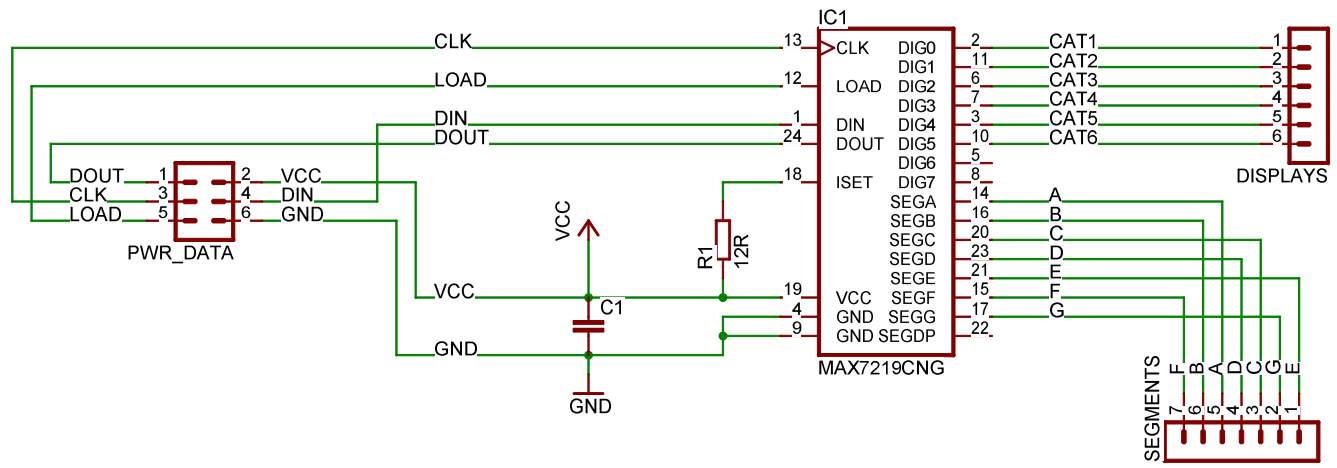 IC1
CLK 13 CLK DIG0 2 CAT1 1
DIG1 11 CAT2 2
LOAD 12 LOAD DIG2 6 CAT3 3
DIG3 7 CAT4 4
DIN 1 DIN DIG4 3 CAT5 5
DOUT 24 DOUT DIG5 10 CAT6 6
DIG6 5
DOUT 1 2 VCC 18 ISET DIG7 8 DISPLAYS
CLK 3 4 DIN SEGA 14 A
LOAD 5 6 GND SEGB 16 B
PWR_DATA VCC R1 12R SEGC 20 C
SEGD 23 D
SEGE 21 E
VCC 19 VCC SEGF 15 F
C1 4 GND SEGG 17 G
9 GND SEGDP 22
GND
MAX7219CNG
GND
SEGMENTS
F B A D C G E
7 6 5 4 3 2 1